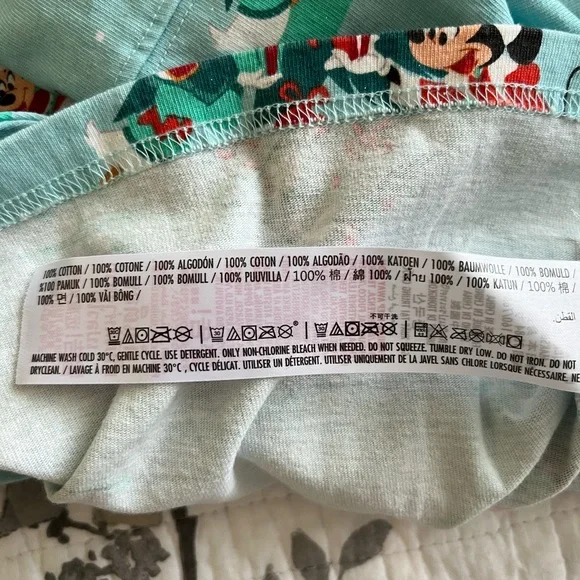 100% COTTON / 100% COTONE / 100% ALGODÓN / 100% COTON / 100% ALGODÃO / 100% KATOEN / 100% BAUMWOLLE / 100% BOMULD /
%100 PAMUK / 100% BOMULL / 100% BOMULL / 100% PUUVILLA / 100% 棉 / 綿 100% / ฝ้าย 100% / 100% KATUN / 100% 棉 /
100% 면 / 100% VẢI BÔNG / القطن
不可干洗
MACHINE WASH COLD 30°C, GENTLE CYCLE. USE DETERGENT. ONLY NON-CHLORINE BLEACH WHEN NEEDED. DO NOT SQUEEZE. TUMBLE DRY LOW. DO NOT IRON. DO NOT
DRYCLEAN. / LAVAGE À FROID EN MACHINE 30°C , CYCLE DÉLICAT. UTILISER UN DÉTERGENT. UTILISER UNIQUEMENT DE LA JAVEL SANS CHLORE LORSQUE NÉCESSAIRE. NE